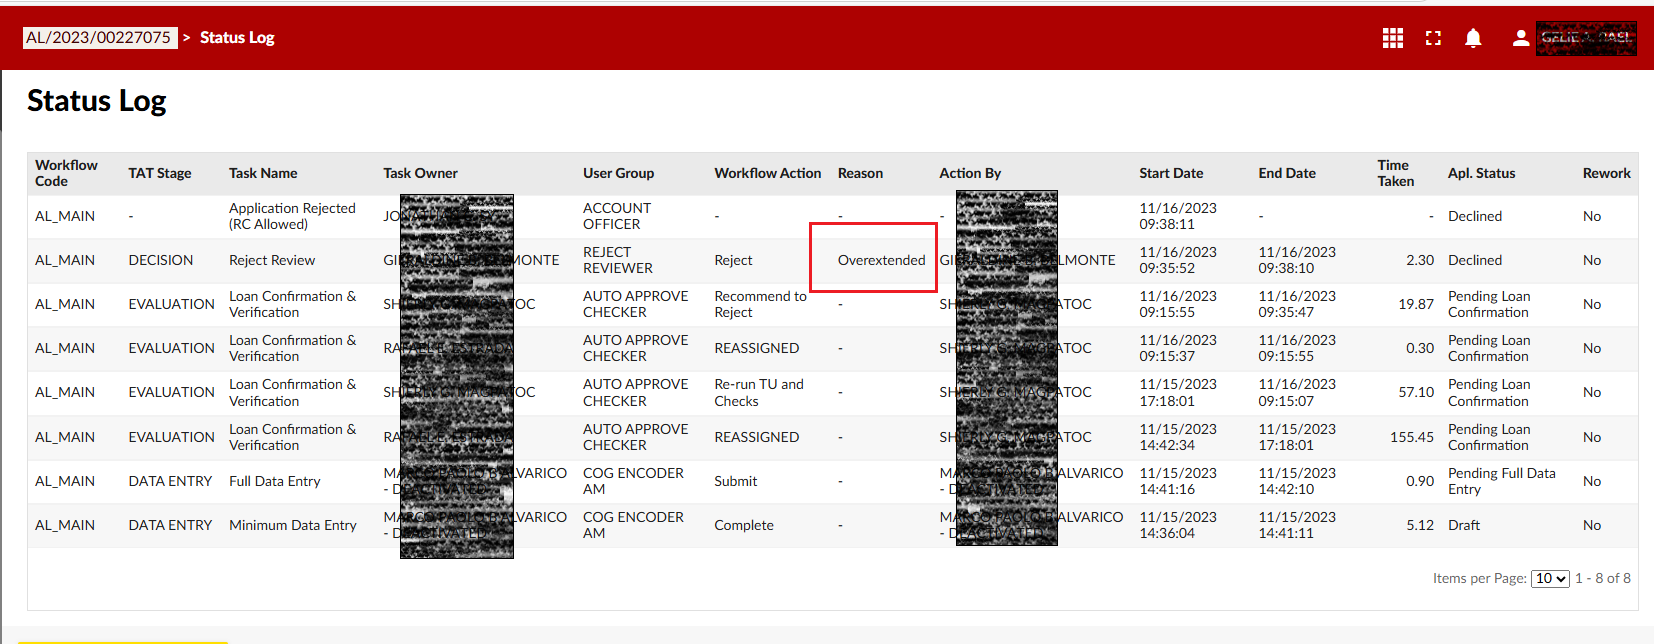 AL/2023/00227075 > Status Log
Status Log
Workflow Code TAT Stage Task Name Task Owner User Group Workflow Action Reason Action By Start Date End Date Time Taken Apl. Status Rework
AL_MAIN - Application Rejected (RC Allowed) ACCOUNT OFFICER - - - 11/16/2023 09:38:11 - - Declined No
AL_MAIN DECISION Reject Review REJECT REVIEWER Reject Overextended 11/16/2023 09:35:52 11/16/2023 09:38:10 2.30 Declined No
AL_MAIN EVALUATION Loan Confirmation & Verification AUTO APPROVE CHECKER Recommend to Reject - 11/16/2023 09:15:55 11/16/2023 09:35:47 19.87 Pending Loan Confirmation No
AL_MAIN EVALUATION Loan Confirmation & Verification AUTO APPROVE CHECKER REASSIGNED - 11/16/2023 09:15:37 11/16/2023 09:15:55 0.30 Pending Loan Confirmation No
AL_MAIN EVALUATION Loan Confirmation & Verification AUTO APPROVE CHECKER Re-run TU and Checks - 11/15/2023 17:18:01 11/16/2023 09:15:07 57.10 Pending Loan Confirmation No
AL_MAIN EVALUATION Loan Confirmation & Verification AUTO APPROVE CHECKER REASSIGNED - 11/15/2023 14:42:34 11/15/2023 17:18:01 155.45 Pending Loan Confirmation No
AL_MAIN DATA ENTRY Full Data Entry COG ENCODER AM Submit - 11/15/2023 14:41:16 11/15/2023 14:42:10 0.90 Pending Full Data Entry No
AL_MAIN DATA ENTRY Minimum Data Entry COG ENCODER AM Complete - 11/15/2023 14:36:04 11/15/2023 14:41:11 5.12 Draft No
Items per Page: 10 1 - 8 of 8